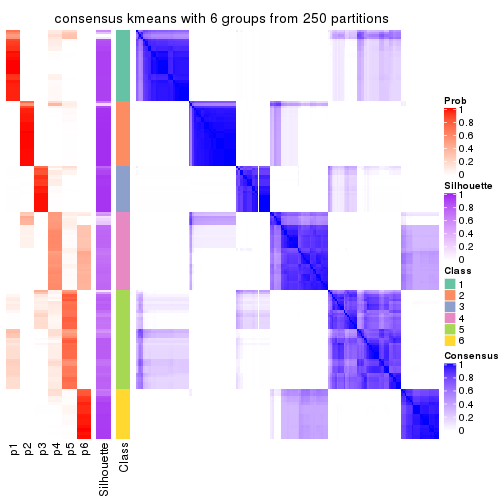 consensus kmeans with 6 groups from 250 partitions
Prob
1
0.8
0.6
0.4
0.2
0
Silhouette
1
0.8
0.6
0.4
0.2
0
Class
1
2
3
4
5
6
Consensus
1
0.8
0.6
0.4
0.2
0
p1
p2
p3
p4
p5
p6
Silhouette
Class